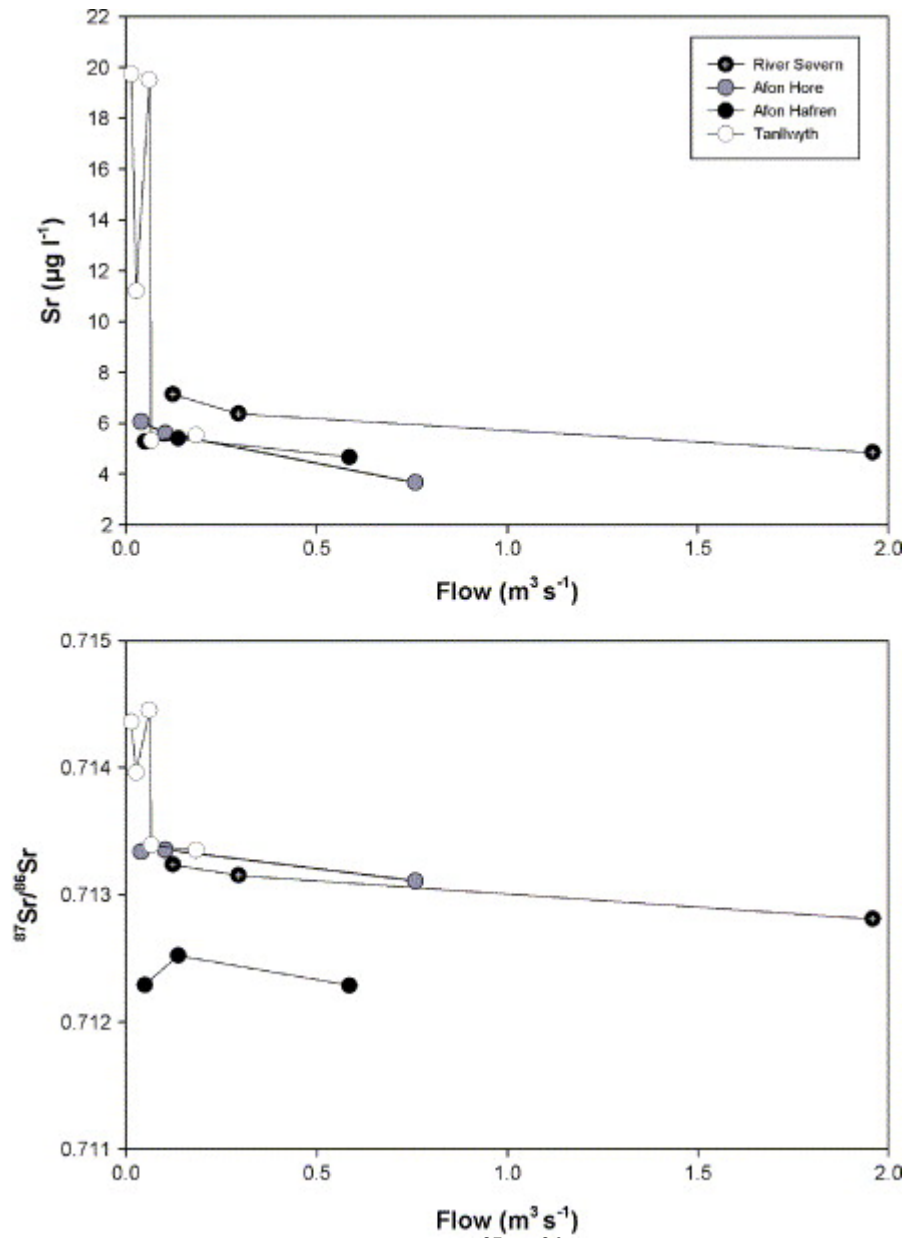 22
20
18
16
14
12
10
8
6
4
2
Sr (µg l⁻¹)
River Severn
Afon Hore
Afon Hafren
Tanllwyth
0.0 0.5 1.0 1.5 2.0
Flow (m³ s⁻¹)
0.715
0.714
0.713
0.712
0.711
⁸⁷Sr/⁸⁶Sr
0.0 0.5 1.0 1.5 2.0
Flow (m³ s⁻¹)